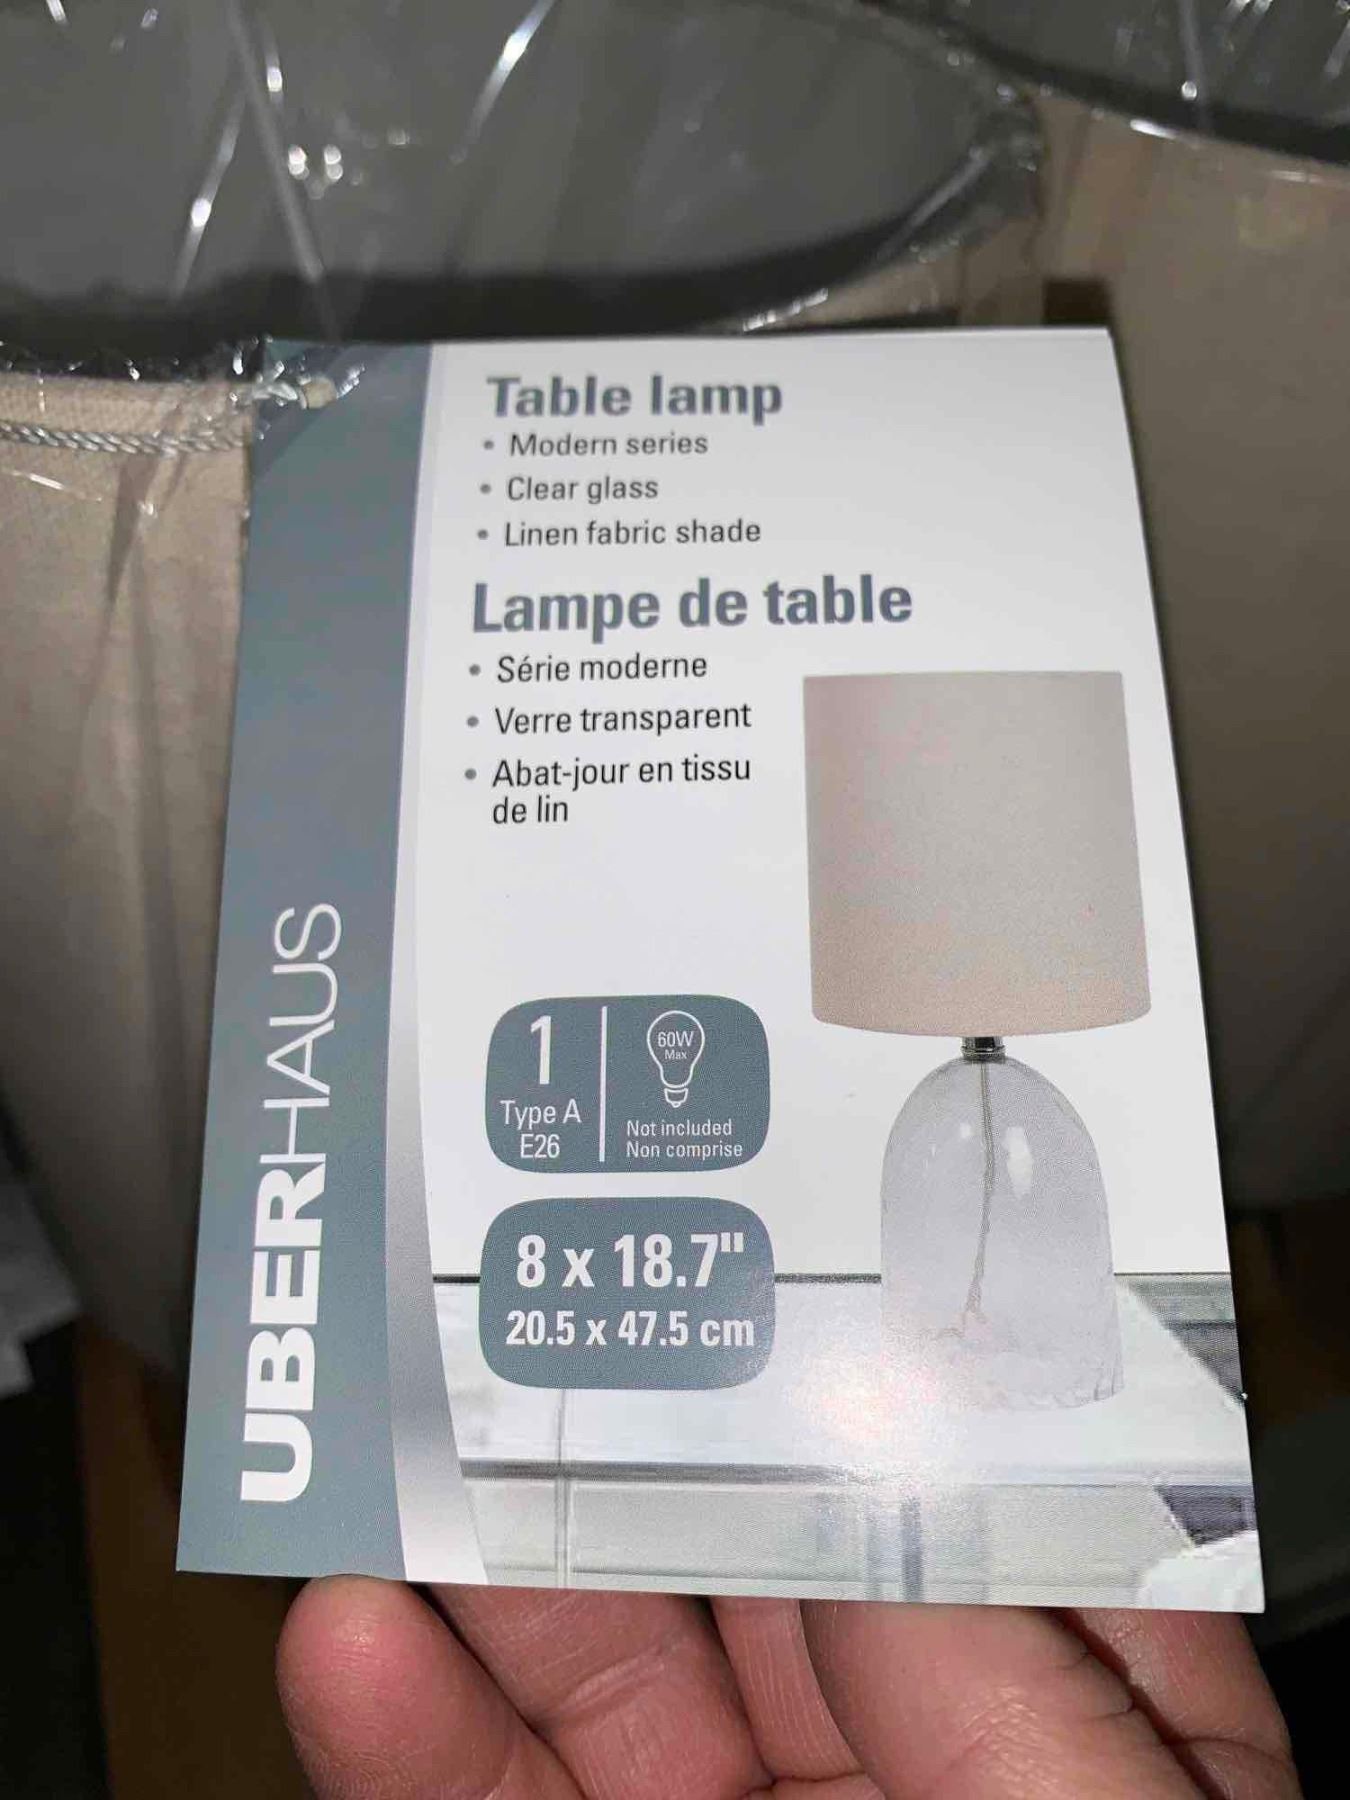 Table lamp
• Modern series
• Clear glass
• Linen fabric shade
Lampe de table
• Série moderne
• Verre transparent
• Abat-jour en tissu
de lin
UBERHAUS
1
Type A
E26
60W
Max
Not included
Non comprise
8 x 18.7"
20.5 x 47.5 cm